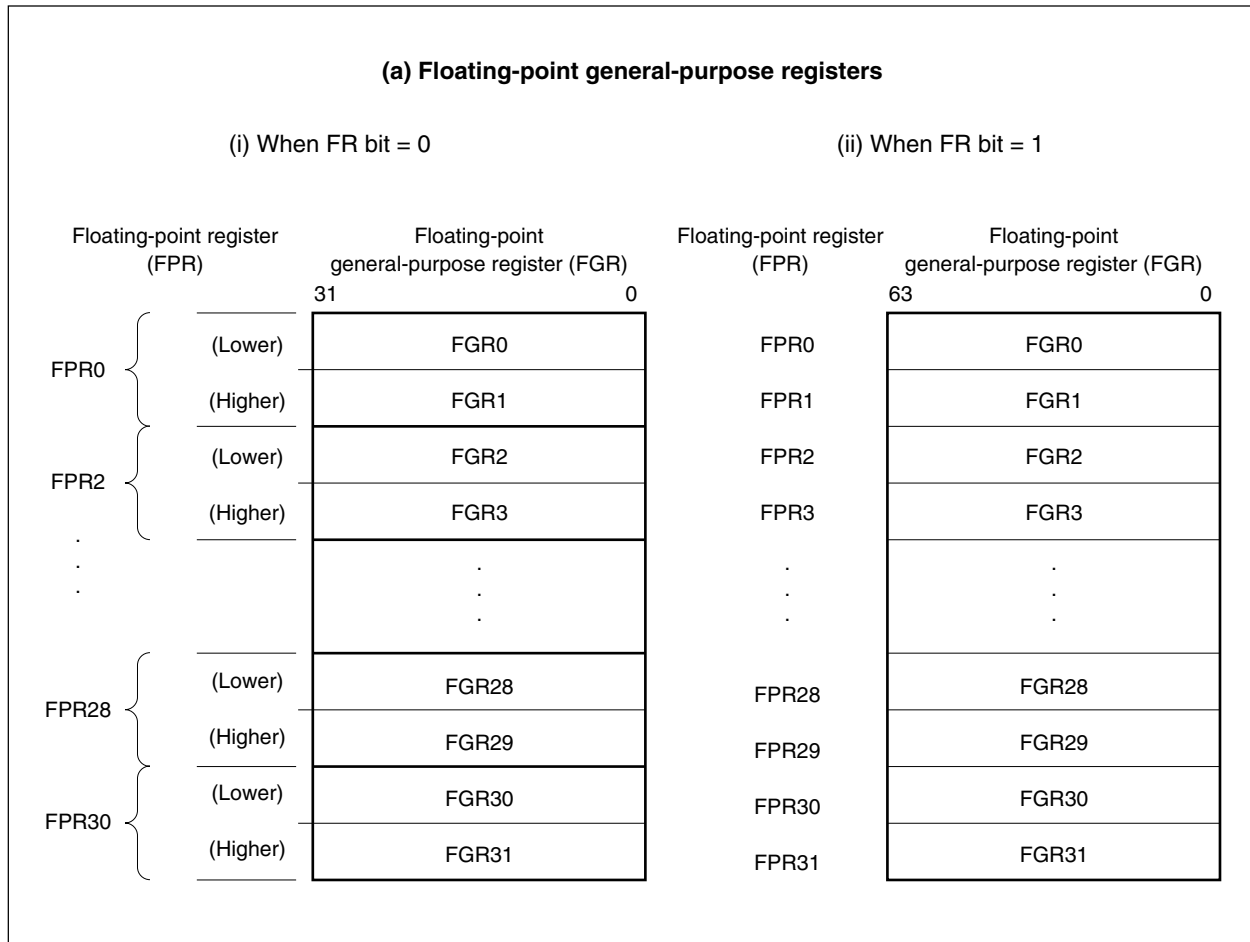 (a) Floating-point general-purpose registers
(i) When FR bit = 0
(ii) When FR bit = 1
Floating-point register
(FPR)
Floating-point
general-purpose register (FGR)
Floating-point register
(FPR)
Floating-point
general-purpose register (FGR)
31 0
63 0
FPR0
(Lower) FGR0
(Higher) FGR1
FPR2
(Lower) FGR2
(Higher) FGR3
.
.
.
.
.
.
FPR28
(Lower) FGR28
(Higher) FGR29
FPR30
(Lower) FGR30
(Higher) FGR31
FPR0 FGR0
FPR1 FGR1
FPR2 FGR2
FPR3 FGR3
. .
. .
. .
FPR28 FGR28
FPR29 FGR29
FPR30 FGR30
FPR31 FGR31